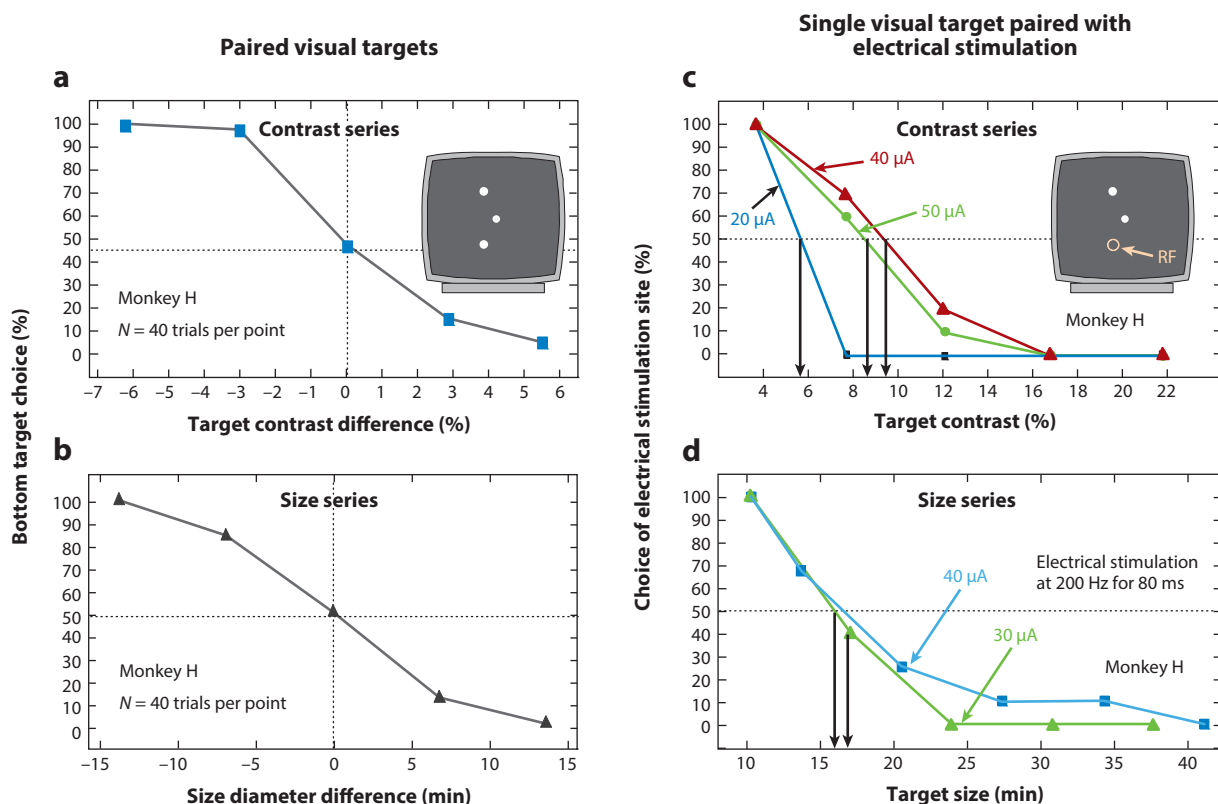 Paired visual targets
Single visual target paired with
electrical stimulation
a
Contrast series
100
90
80
70
60
50
40
30
20
10
0
Monkey H
N = 40 trials per point
−7 −6 −5 −4 −3 −2 −1 0 1 2 3 4 5 6
Target contrast difference (%)
b
Size series
100
90
80
70
60
50
40
30
20
10
0
Monkey H
N = 40 trials per point
−15 −10 −5 0 5 10 15
Size diameter difference (min)
Bottom target choice (%)
c
Contrast series
100
90
80
70
60
50
40
30
20
10
0
40 µA
20 µA
50 µA
RF
Monkey H
4 6 8 10 12 14 16 18 20 22
Target contrast (%)
d
Size series
100
90
80
70
60
50
40
30
20
10
0
Electrical stimulation
at 200 Hz for 80 ms
40 µA
30 µA
Monkey H
10 15 20 25 30 35 40
Target size (min)
Choice of electrical stimulation site (%)